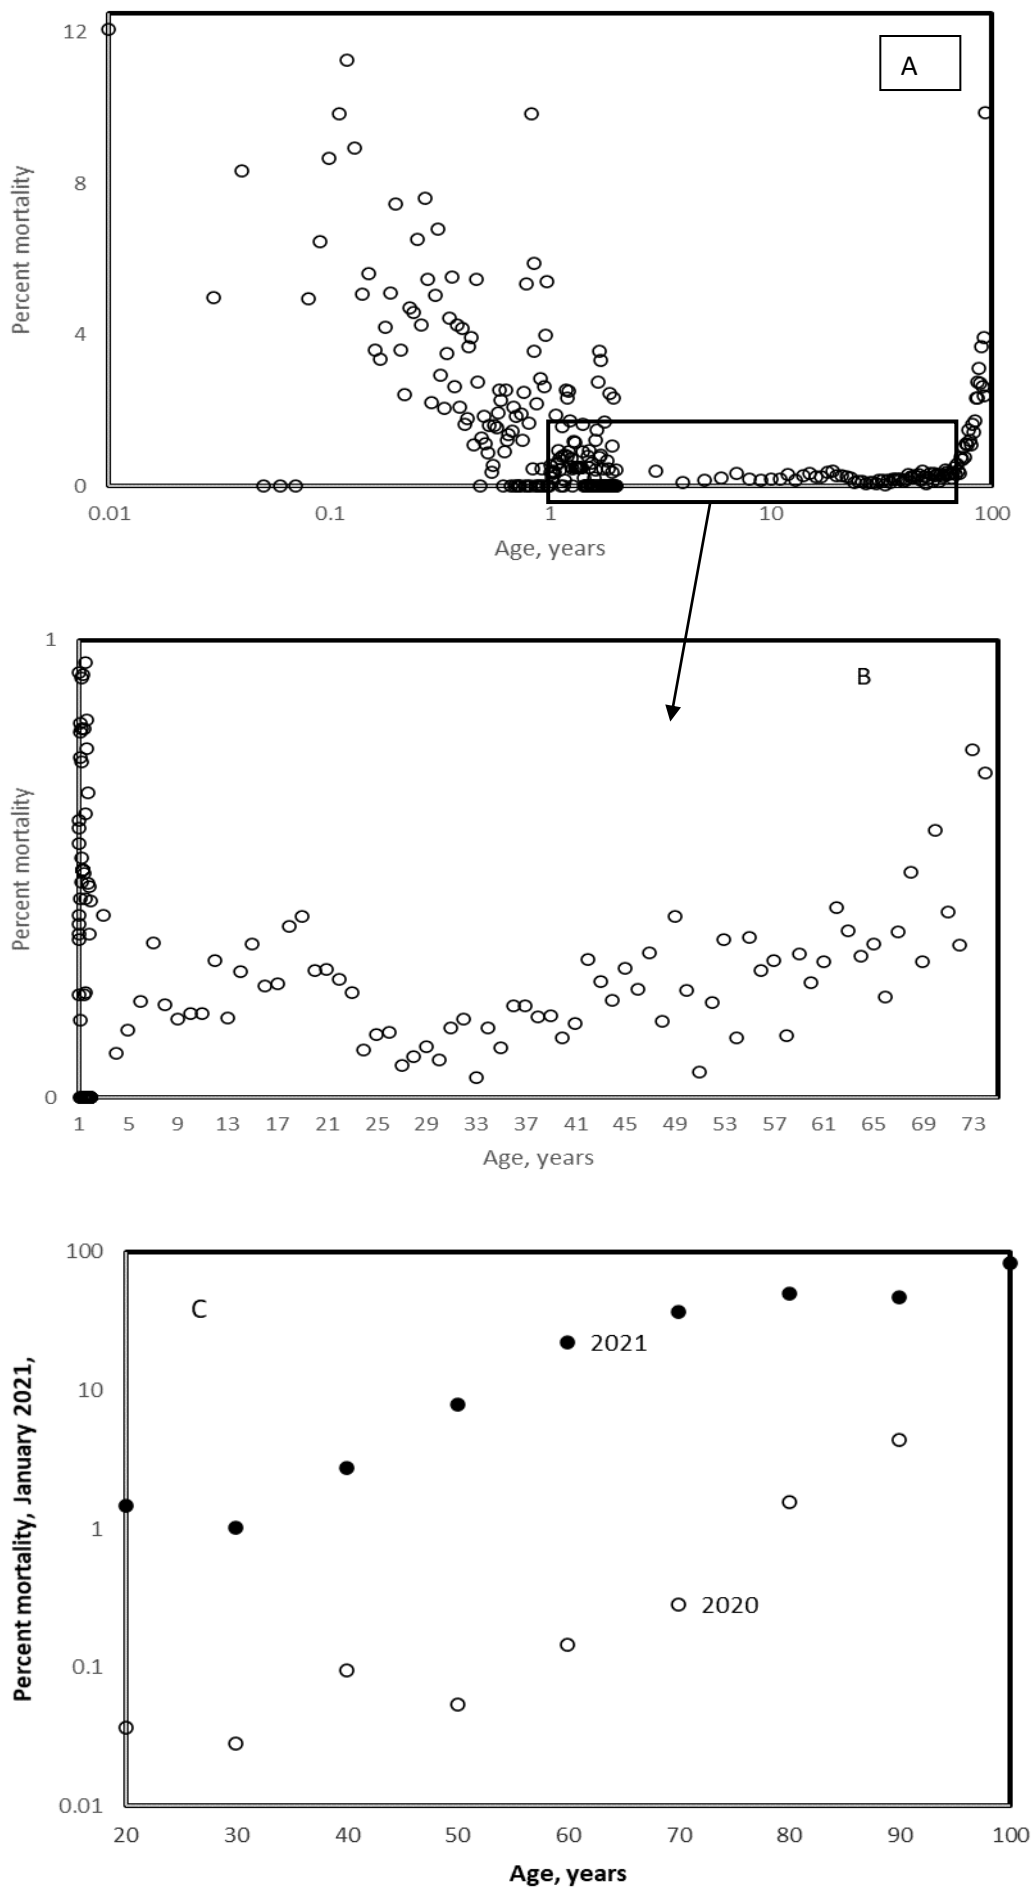 12
A
8
4
0
Percent mortality
0.01 0.1 1 10 100
Age, years
1
B
0
Percent mortality
1 5 9 13 17 21 25 29 33 37 41 45 49 53 57 61 65 69 73
Age, years
100
C
2021
10
1
2020
0.1
0.01
Percent mortality, January 2021,
20 30 40 50 60 70 80 90 100
Age, years